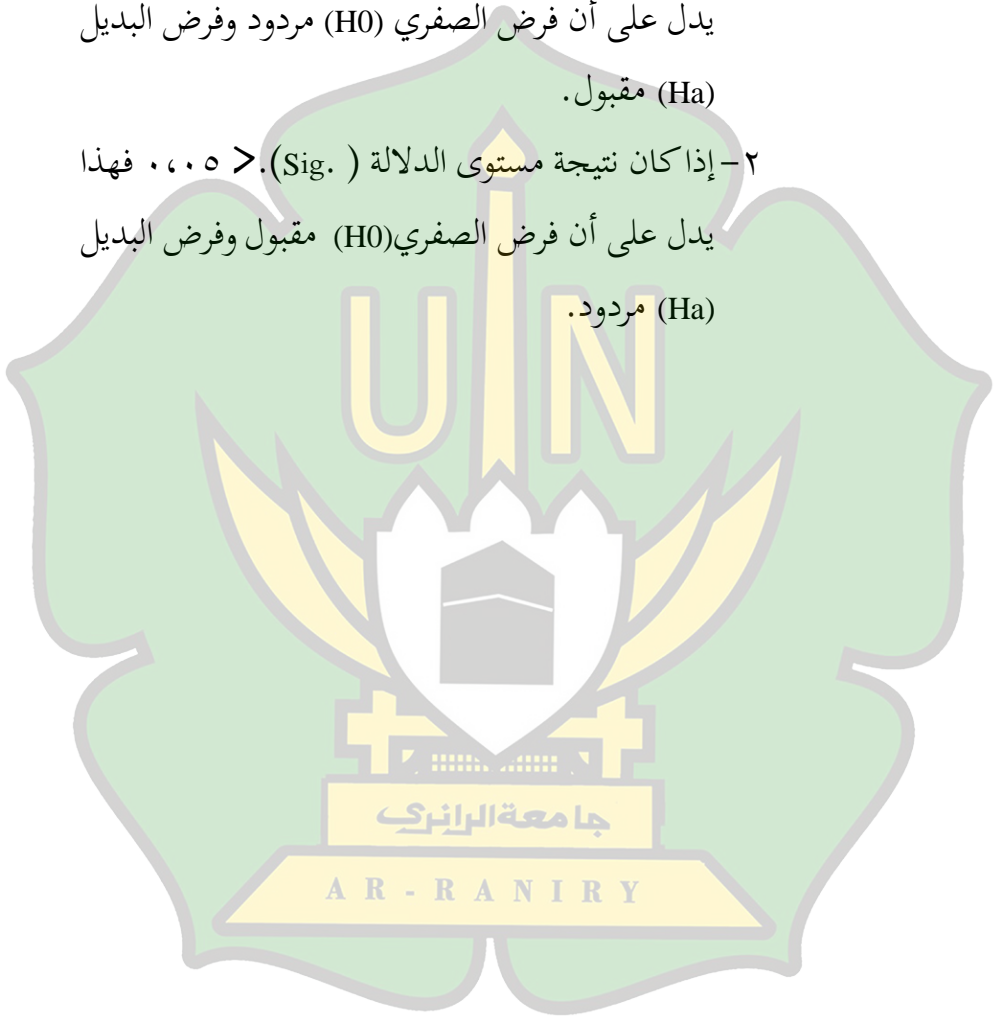 يدل على أن فرض الصفري (H0) مردود وفرض البديل
(Ha) مقبول.
٢- إذا كان نتيجة مستوى الدلالة ( Sig. ).< ٠،٠٥ فهذا
يدل على أن فرض الصفري(H0) مقبول وفرض البديل
(Ha) مردود.
UIN
جامعة الرانري
AR - RANIRY